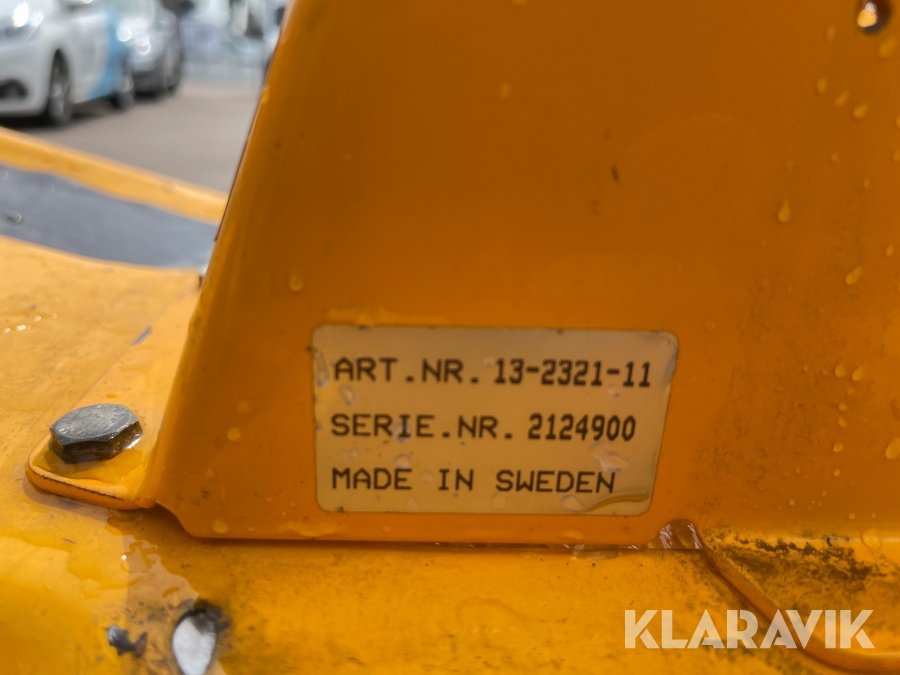 ART.NR. 13-2321-11
SERIE.NR. 2124900
MADE IN SWEDEN
KLARAVIK